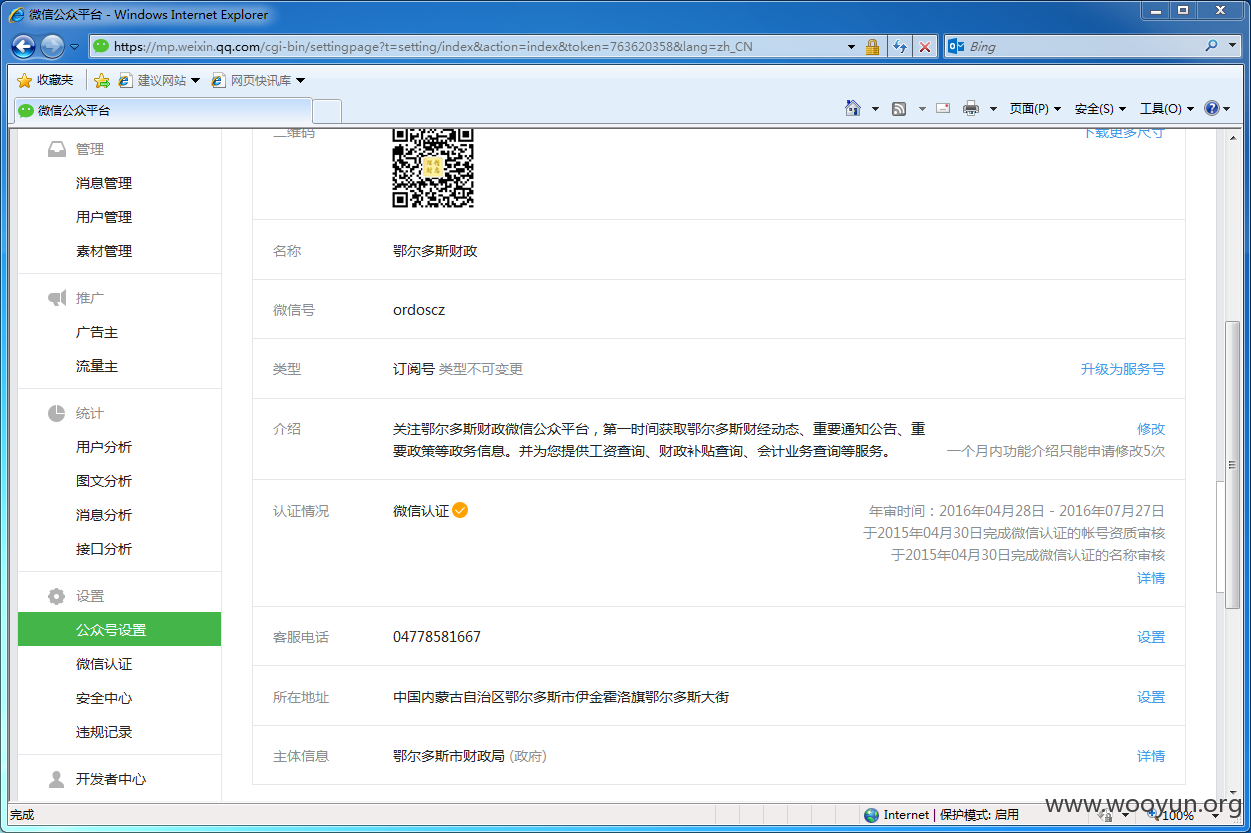 微信公众平台 - Windows Internet Explorer
https://mp.weixin.qq.com/cgi-bin/settingpage?t=setting/index&action=index&token=763620358&lang=zh_CN
Bing
收藏夹 建议网站 网页快讯库
微信公众平台
页面(P) 安全(S) 工具(O)
管理
消息管理
用户管理
素材管理
推广
广告主
流量主
统计
用户分析
图文分析
消息分析
接口分析
设置
公众号设置
微信认证
安全中心
违规记录
开发者中心
二维码 下载更多尺寸
名称 鄂尔多斯财政
微信号 ordoscz
类型 订阅号 类型不可变更 升级为服务号
介绍 关注鄂尔多斯财政微信公众平台，第一时间获取鄂尔多斯财经动态、重要通知公告、重 修改
要政策等政务信息。并为您提供工资查询、财政补贴查询、会计业务查询等服务。 一个月内功能介绍只能申请修改5次
认证情况 微信认证 年审时间：2016年04月28日 - 2016年07月27日
于2015年04月30日完成微信认证的帐号资质审核
于2015年04月30日完成微信认证的名称审核
详情
客服电话 04778581667 设置
所在地址 中国内蒙古自治区鄂尔多斯市伊金霍洛旗鄂尔多斯大街 设置
主体信息 鄂尔多斯市财政局 (政府) 详情
www.wooyun.org
完成 Internet | 保护模式: 启用 100%